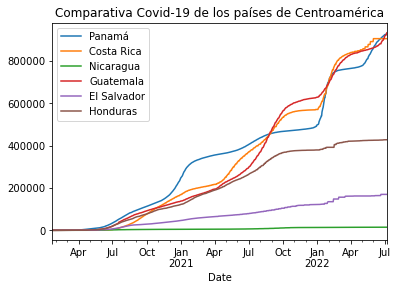 Comparativa Covid-19 de los países de Centroamérica
Panamá
Costa Rica
Nicaragua
Guatemala
El Salvador
Honduras
800000
600000
400000
200000
0
Apr Jul Oct Jan Apr Jul Oct Jan Apr Jul
2021 2022
Date